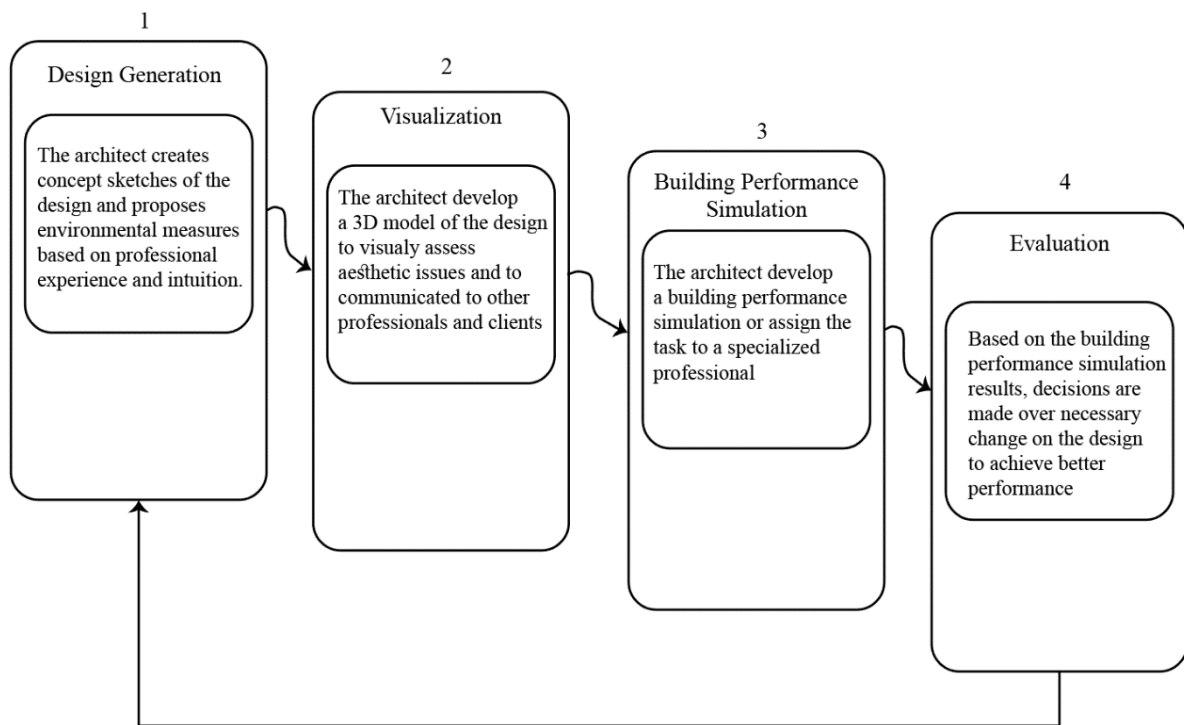 1
Design Generation
The architect creates
concept sketches of the
design and proposes
environmental measures
based on professional
experience and intuition.
2
Visualization
The architect develop
a 3D model of the design
to visualy assess
aesthetic issues and to
communicated to other
professionals and clients
3
Building Performance
Simulation
The architect develop
a building performance
simulation or assign the
task to a specialized
professional
4
Evaluation
Based on the building
performance simulation
results, decisions are
made over necessary
change on the design
to achieve better
performance